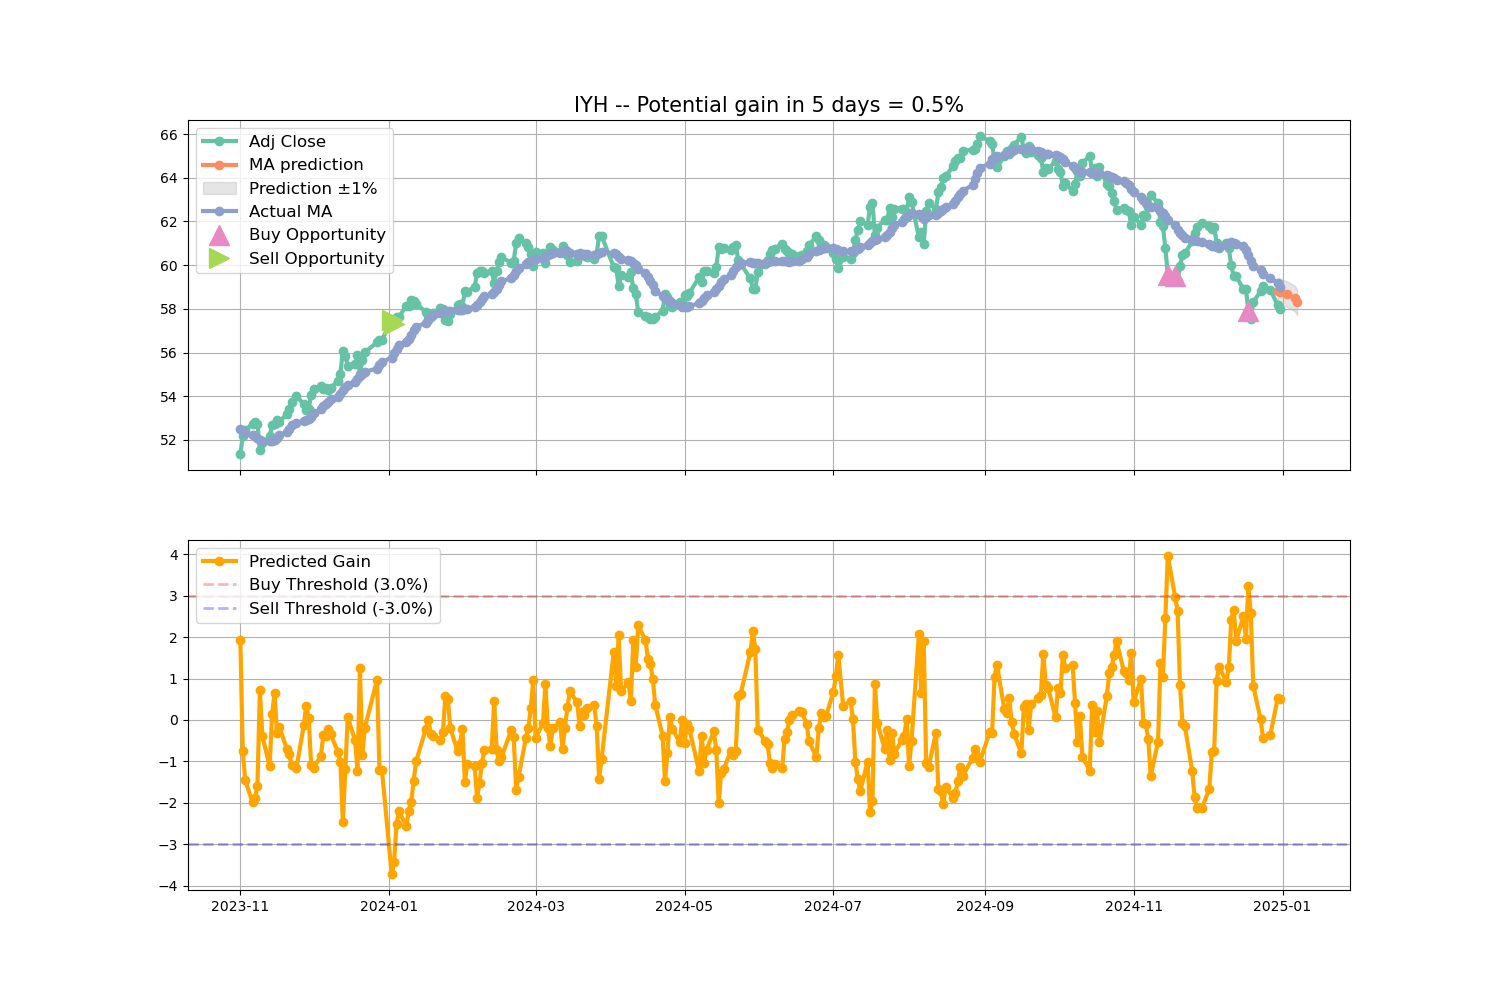 IYH -- Potential gain in 5 days = 0.5%
66
64
62
60
58
56
54
52
Adj Close
MA prediction
Prediction ±1%
Actual MA
Buy Opportunity
Sell Opportunity
4
3
2
1
0
−1
−2
−3
−4
Predicted Gain
Buy Threshold (3.0%)
Sell Threshold (-3.0%)
2023-11 2024-01 2024-03 2024-05 2024-07 2024-09 2024-11 2025-01